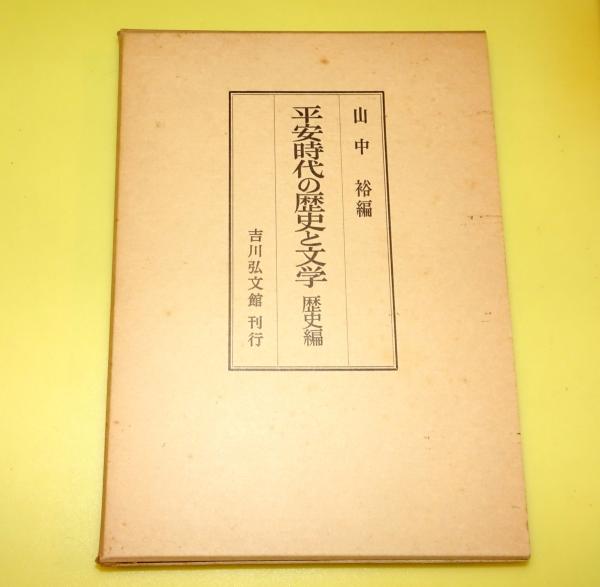 山中 裕編
平安時代の歴史と文学 歴史編
吉川弘文館 刊行